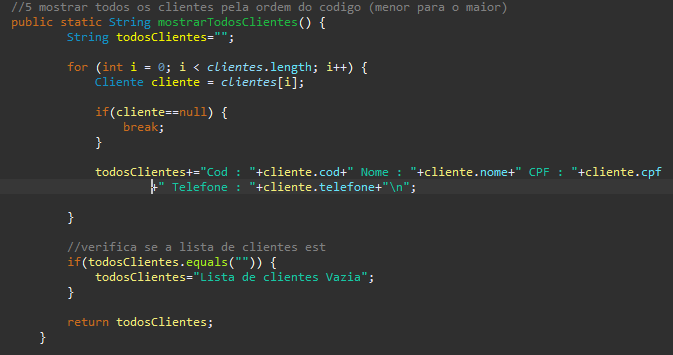 //5 mostrar todos os clientes pela ordem do codigo (menor para o maior)
public static String mostrarTodosClientes() {
String todosClientes="";
for (int i = 0; i < clientes.length; i++) {
Cliente cliente = clientes[i];
if(cliente==null) {
break;
}
todosClientes+="Cod : "+cliente.cod+" Nome : "+cliente.nome+" CPF : "+cliente.cpf
+" Telefone : "+cliente.telefone+"\n";
}
//verifica se a lista de clientes est
if(todosClientes.equals("")) {
todosClientes="Lista de clientes Vazia";
}
return todosClientes;
}